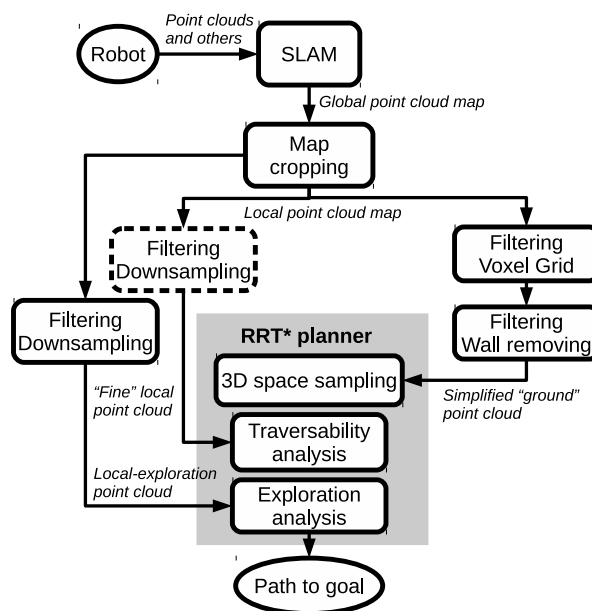 Point clouds
and others
Robot
SLAM
Global point cloud map
Map
cropping
Local point cloud map
Filtering
Downsampling
Filtering
Voxel Grid
Filtering
Downsampling
Filtering
Wall removing
RRT* planner
3D space sampling
"Fine" local
point cloud
Simplified "ground"
point cloud
Traversability
analysis
Local-exploration
point cloud
Exploration
analysis
Path to goal